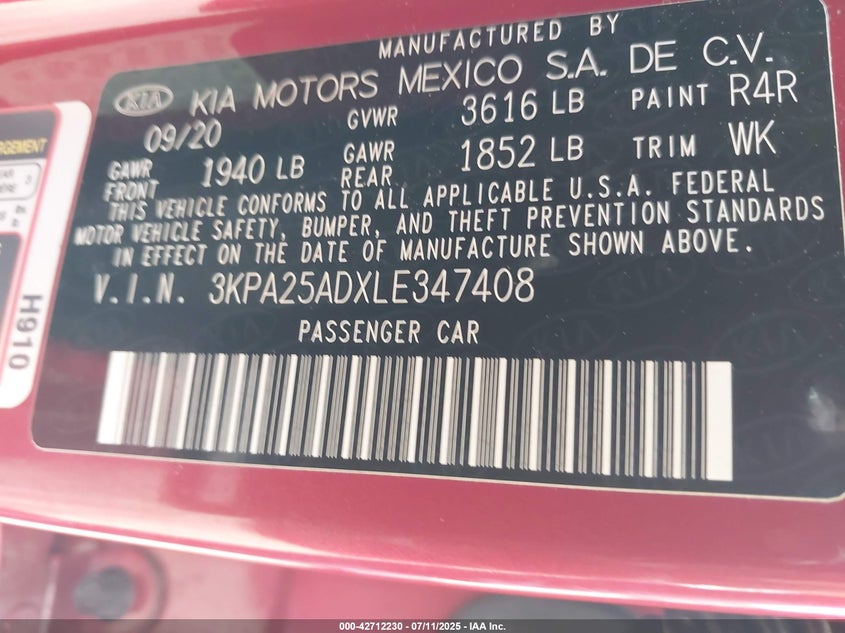 MANUFACTURED BY
KIA KIA MOTORS MEXICO S.A. DE C.V.
09/20 GVWR 3616 LB PAINT R4R
GAWR FRONT 1940 LB GAWR REAR 1852 LB TRIM WK
THIS VEHICLE CONFORMS TO ALL APPLICABLE U.S.A. FEDERAL
MOTOR VEHICLE SAFETY, BUMPER, AND THEFT PREVENTION STANDARDS
IN EFFECT ON THE DATE OF MANUFACTURE SHOWN ABOVE.
V.I.N. 3KPA25ADXLE347408
PASSENGER CAR
H910
000-42712230 - 07/11/2025 - IAA Inc.